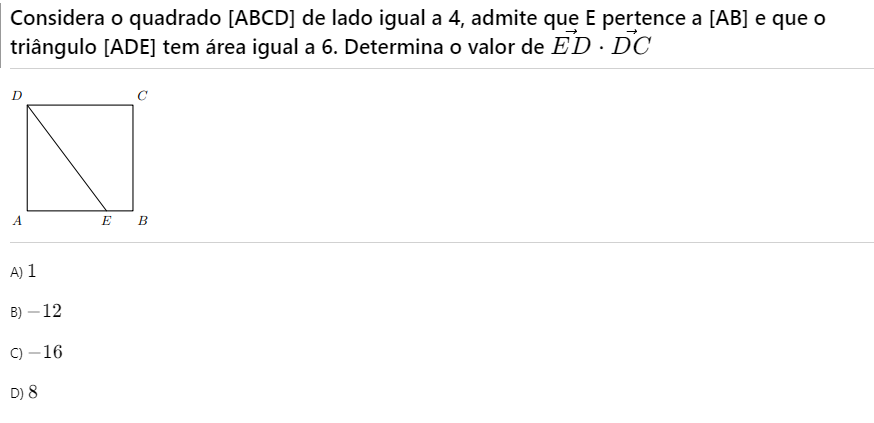 Considera o quadrado [ABCD] de lado igual a 4, admite que E pertence a [AB] e que o
triângulo [ADE] tem área igual a 6. Determina o valor de $\vec{ED} \cdot \vec{DC}$
D C
A E B
A) 1
B) −12
C) −16
D) 8